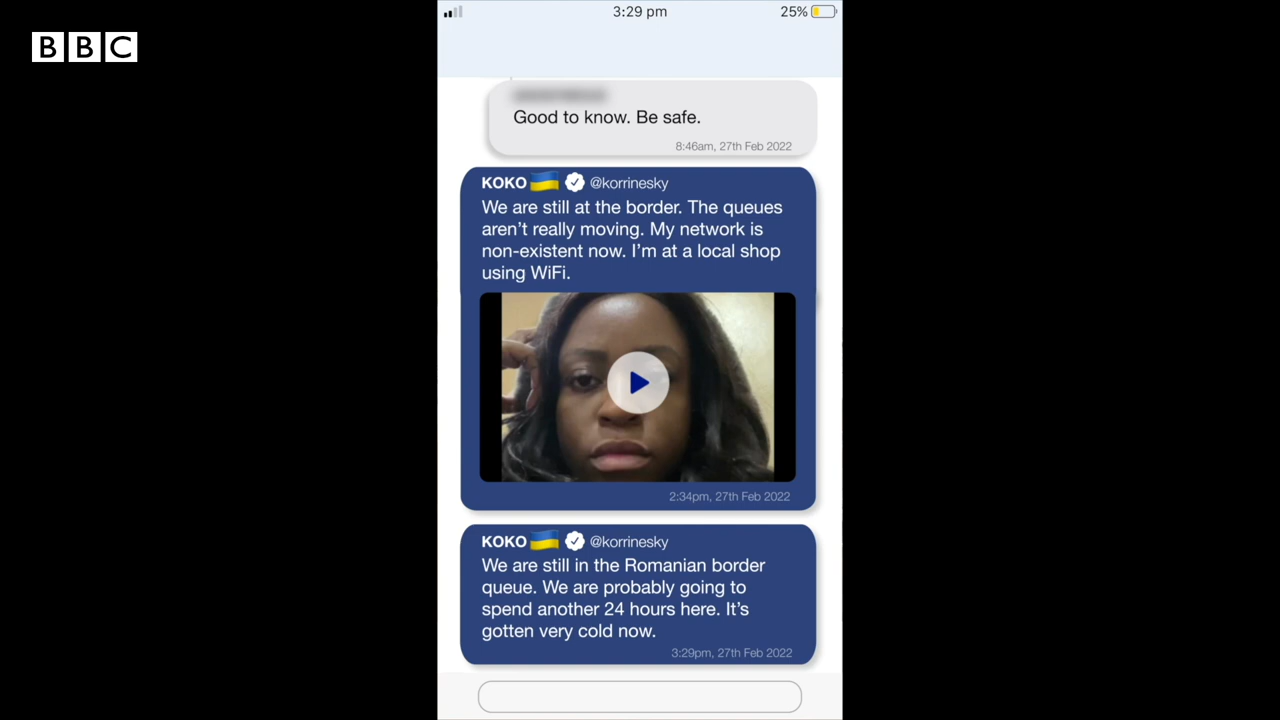 BBC
3:29 pm
25%
Good to know. Be safe.
8:46am, 27th Feb 2022
KOKO 🇺🇦 @korrinesky
We are still at the border. The queues
aren't really moving. My network is
non-existent now. I'm at a local shop
using WiFi.
2:34pm, 27th Feb 2022
KOKO 🇺🇦 @korrinesky
We are still in the Romanian border
queue. We are probably going to
spend another 24 hours here. It's
gotten very cold now.
3:29pm, 27th Feb 2022